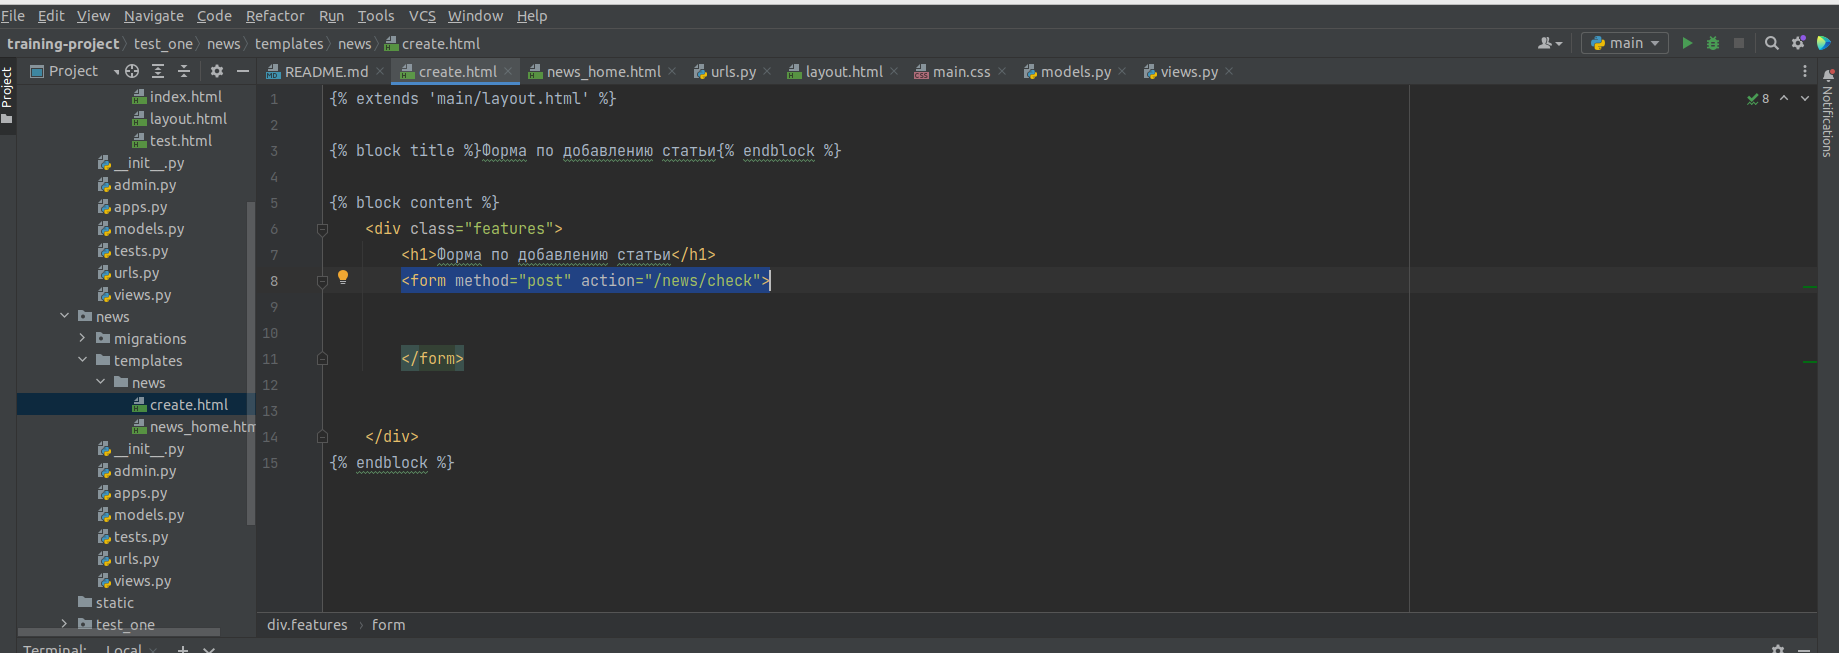 File Edit View Navigate Code Refactor Run Tools VCS Window Help
training-project test_one news templates news create.html main
Project README.md create.html news_home.html urls.py layout.html main.css models.py views.py
Project
Notifications
index.html
layout.html
test.html
__init__.py
admin.py
apps.py
models.py
tests.py
urls.py
views.py
news
migrations
templates
news
create.html
news_home.htm
__init__.py
admin.py
apps.py
models.py
tests.py
urls.py
views.py
static
test_one
8
1 {% extends 'main/layout.html' %}
2
3 {% block title %}Форма по добавлению статьи{% endblock %}
4
5 {% block content %}
6 <div class="features">
7 <h1>Форма по добавлению статьи</h1>
8 <form method="post" action="/news/check">
9
10
11 </form>
12
13
14 </div>
15 {% endblock %}
div.features form
Terminal: Local